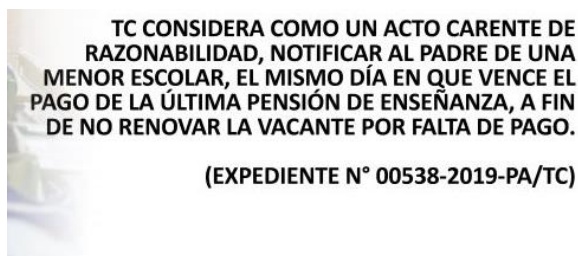 TC CONSIDERA COMO UN ACTO CARENTE DE
RAZONABILIDAD, NOTIFICAR AL PADRE DE UNA
MENOR ESCOLAR, EL MISMO DÍA EN QUE VENCE EL
PAGO DE LA ÚLTIMA PENSIÓN DE ENSEÑANZA, A FIN
DE NO RENOVAR LA VACANTE POR FALTA DE PAGO.
(EXPEDIENTE N° 00538-2019-PA/TC)